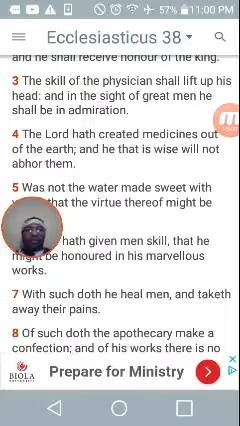 57% 11:00 PM
Ecclesiasticus 38
and he shall receive honour of the king.
3 The skill of the physician shall lift up his
head: and in the sight of great men he
shall be in admiration.
4 The Lord hath created medicines out
of the earth; and he that is wise will not
abhor them.
5 Was not the water made sweet with
that the virtue thereof might be
hath given men skill, that he
might be honoured in his marvellous
works.
7 With such doth he heal men, and taketh
away their pains.
8 Of such doth the apothecary make a
confection; and of his works there is no
BIOLA
UNIVERSITY
Prepare for Ministry